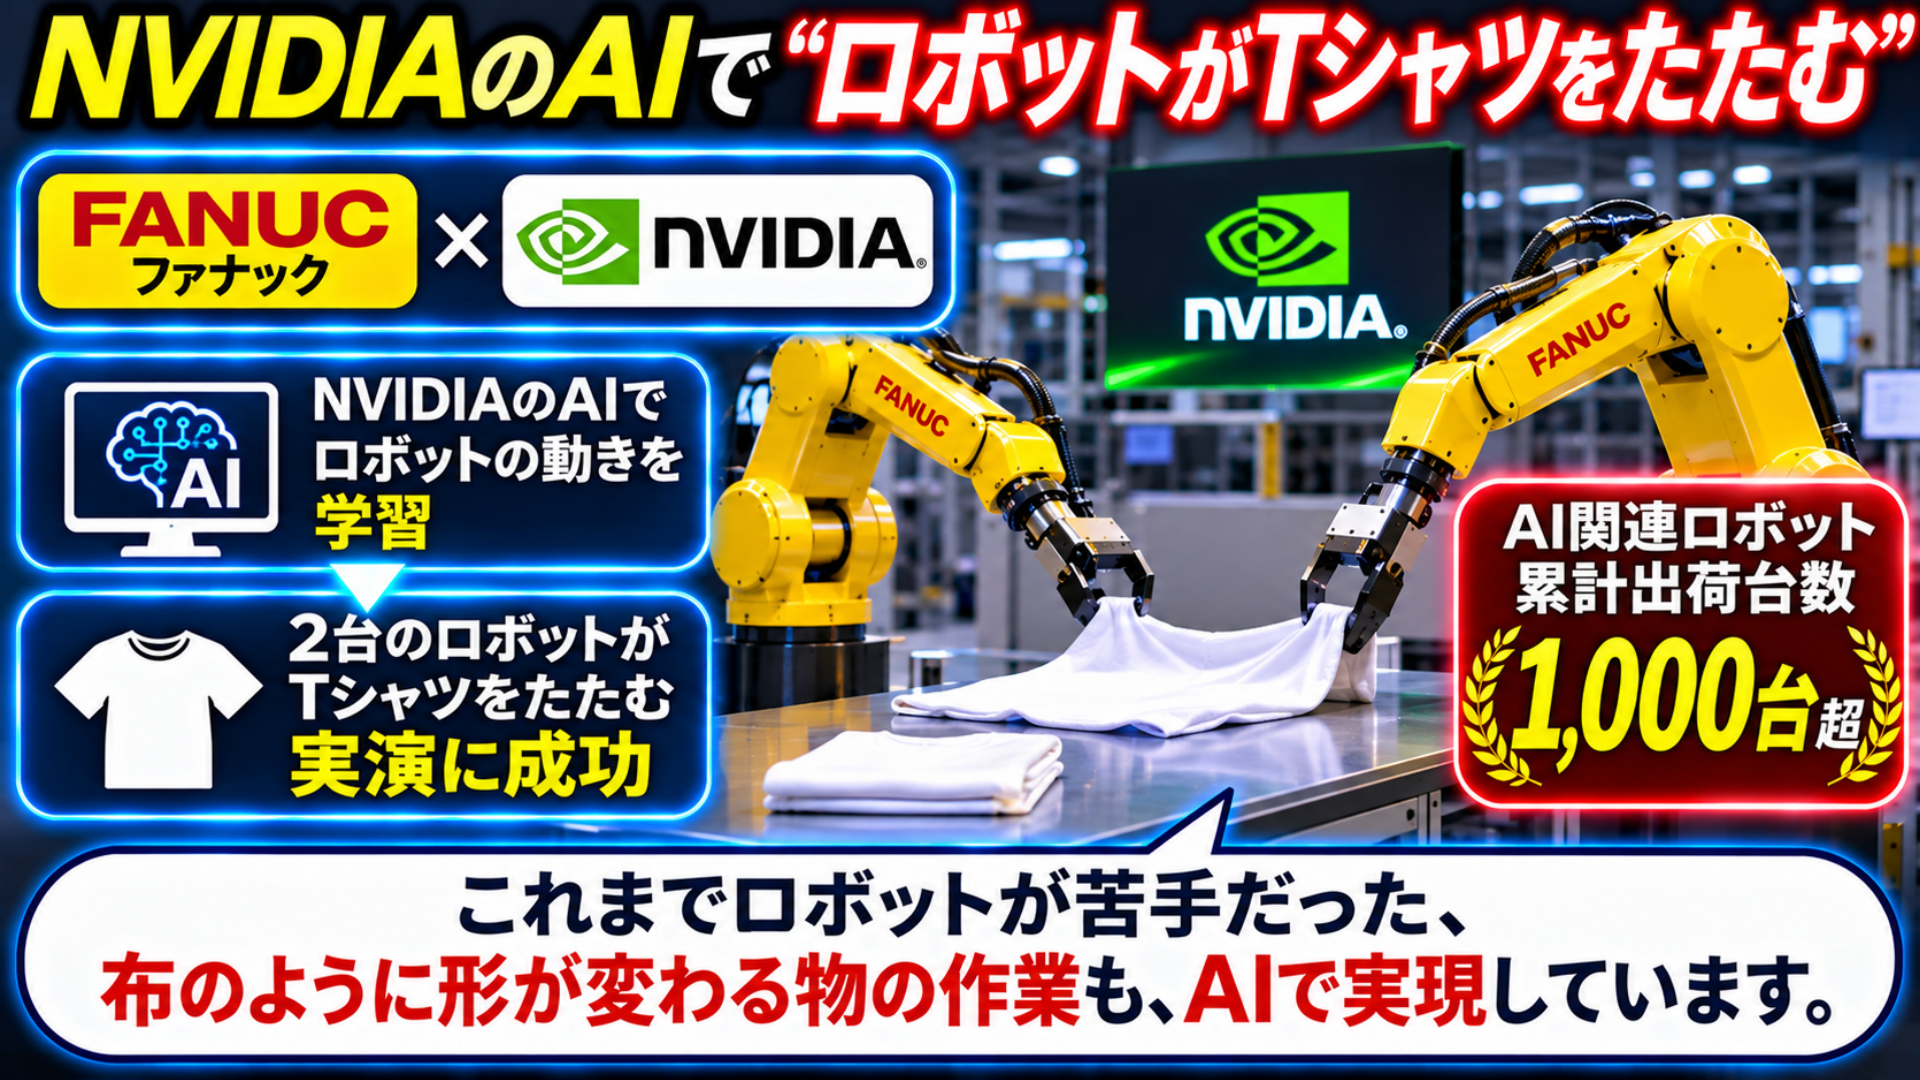 NVIDIAのAIで“ロボットがTシャツをたたむ”
FANUC
ファナック
×
NVIDIA®
NVIDIA®
FANUC
FANUC
AI
NVIDIAのAIで
ロボットの動きを
学習
2台のロボットが
Tシャツをたたむ
実演に成功
AI関連ロボット
累計出荷台数
1,000台超
これまでロボットが苦手だった、
布のように形が変わる物の作業も、AIで実現しています。